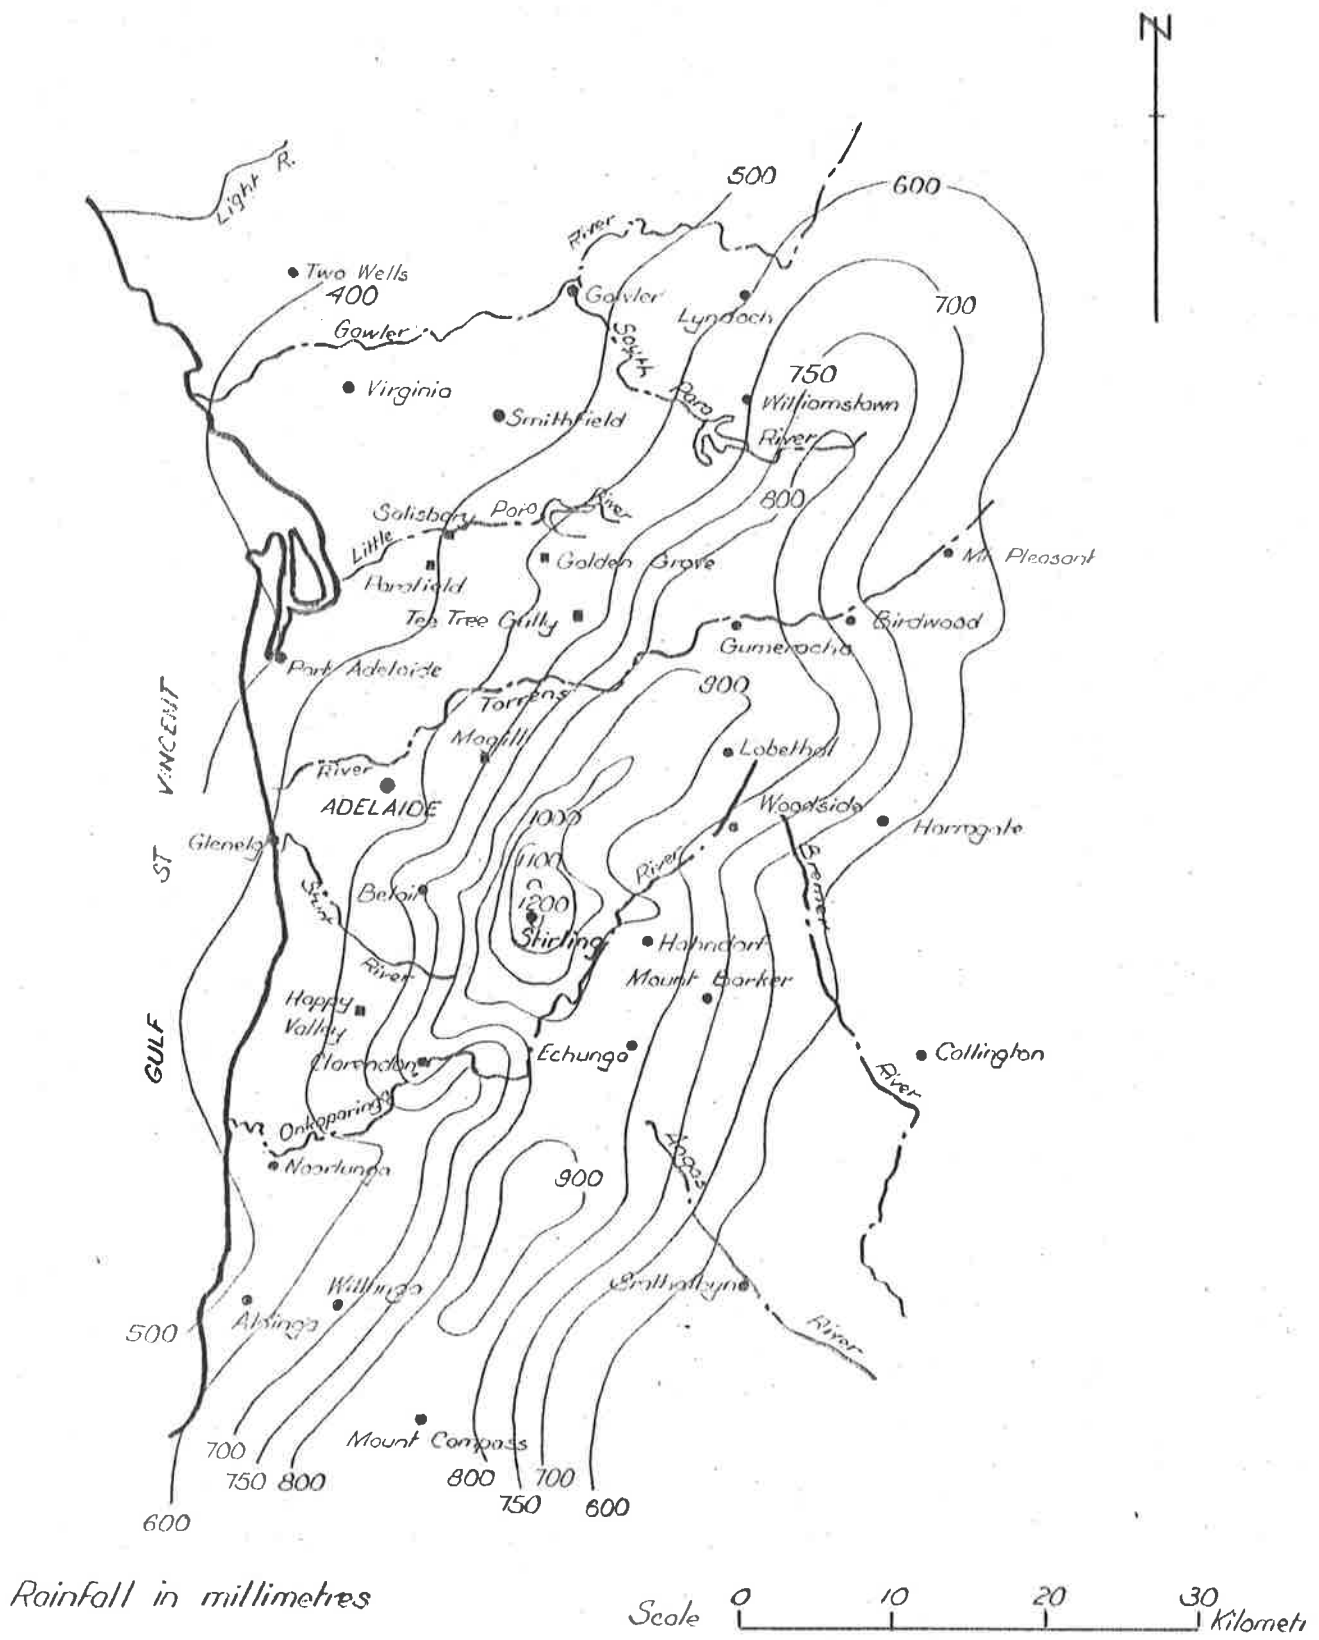 N
Light R.
500
600
River
Two Wells
400
Gawler
Lyndoch
700
Gawler
South
750
Virginia
Para
Williamstown
Smithfield
River
800
Salisbury
Para
River
Little
Mt. Pleasant
Golden Grove
Parafield
Tea Tree Gully
Birdwood
Gumeracha
Port Adelaide
900
Torrens
ST VINCENT
Magill
Lobethal
River
ADELAIDE
Woodside
1000
Harrogate
Glenelg
1100
River
Bremer
Sturt
Belair
1200
Stirling
Hahndorf
River
Mount Barker
Happy
Valley
GULF
Echunga
Callington
Clarendon
River
Onkaparinga
Angas
Noarlunga
900
Willunga
Aldinga
500
River
Mount Compass
700
750
800
800
700
750
600
600
Rainfall in millimetres
Scale
0 10 20 30
Kilomet